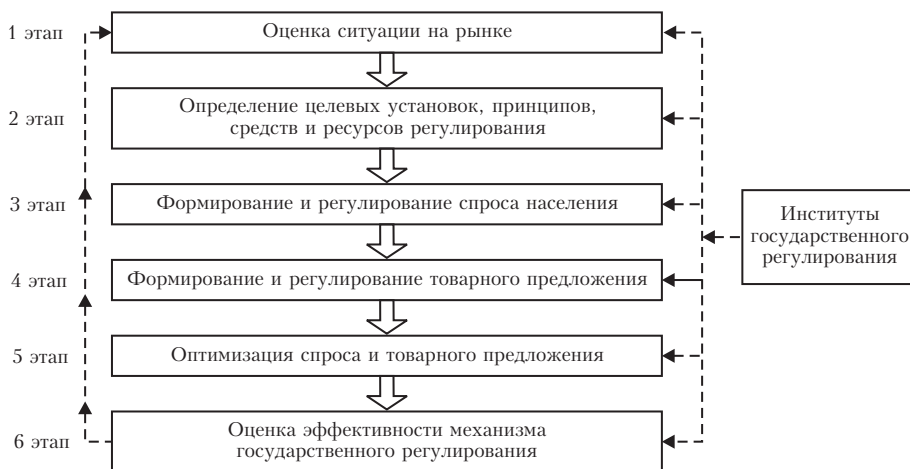 1 этап
Оценка ситуации на рынке
2 этап
Определение целевых установок, принципов,
средств и ресурсов регулирования
3 этап
Формирование и регулирование спроса населения
Институты
государственного
регулирования
4 этап
Формирование и регулирование товарного предложения
5 этап
Оптимизация спроса и товарного предложения
6 этап
Оценка эффективности механизма
государственного регулирования